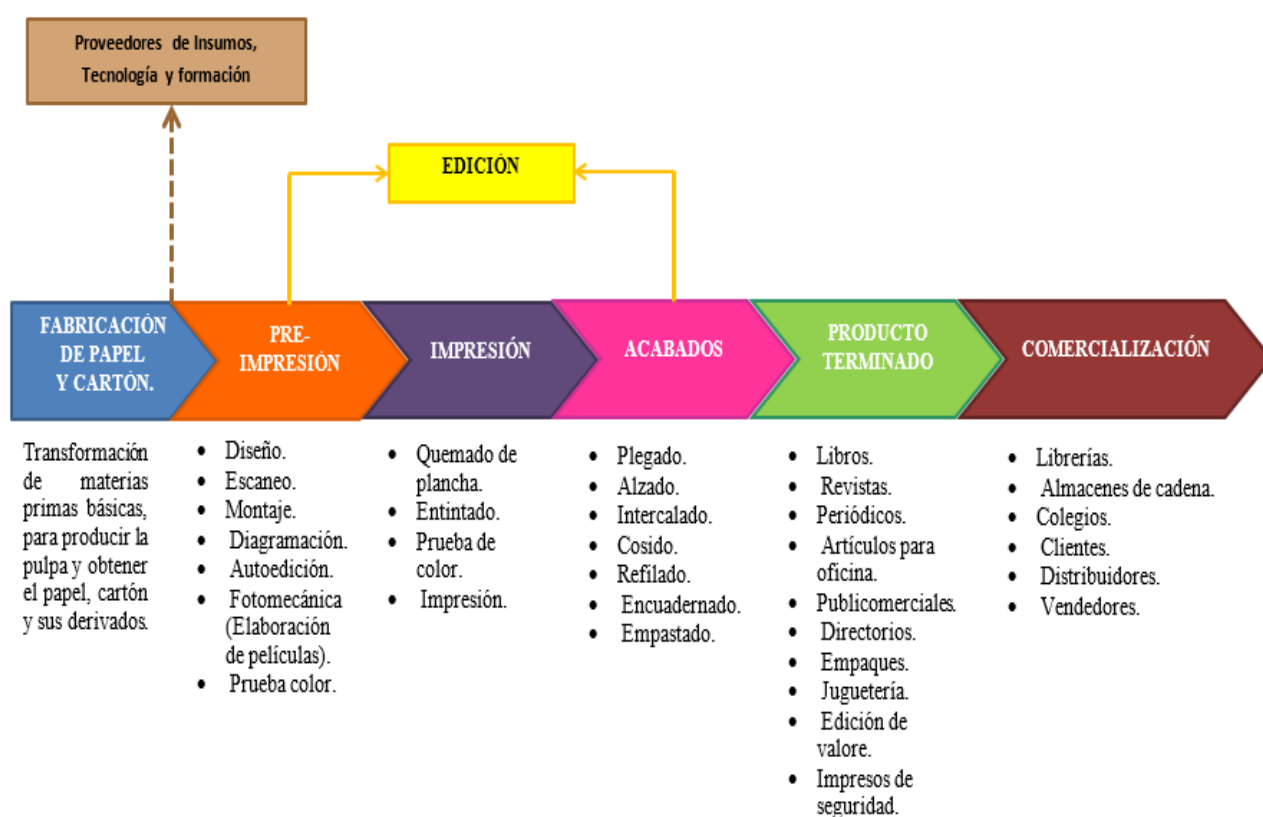 Proveedores de Insumos,
Tecnología y formación
EDICIÓN
FABRICACIÓN
DE PAPEL
Y CARTÓN.
PRE-
IMPRESIÓN
IMPRESIÓN
ACABADOS
PRODUCTO
TERMINADO
COMERCIALIZACIÓN
Transformación
de materias
primas básicas,
para producir la
pulpa y obtener
el papel, cartón
y sus derivados.
• Diseño.
• Escaneo.
• Montaje.
• Diagramación.
• Autoedición.
• Fotomecánica
(Elaboración
de películas).
• Prueba color.
• Quemado de
plancha.
• Entintado.
• Prueba de
color.
• Impresión.
• Plegado.
• Alzado.
• Intercalado.
• Cosido.
• Refilado.
• Encuadernado.
• Empastado.
• Libros.
• Revistas.
• Periódicos.
• Artículos para
oficina.
• Publicomerciales.
• Directorios.
• Empaques.
• Juguetería.
• Edición de
valore.
• Impresos de
seguridad.
• Librerías.
• Almacenes de cadena.
• Colegios.
• Clientes.
• Distribuidores.
• Vendedores.